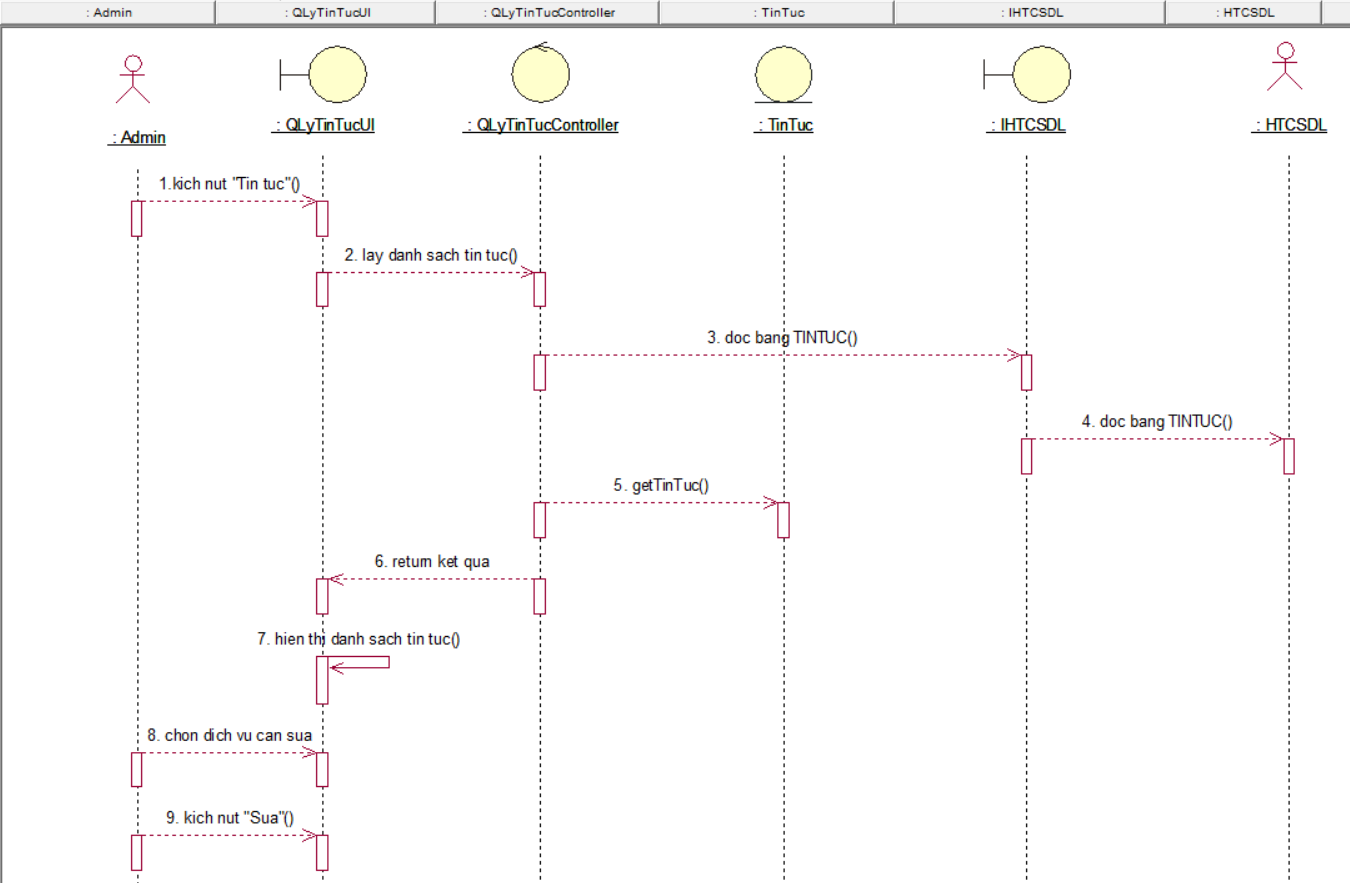 : Admin
: QLyTinTucUI
: QLyTinTucController
: TinTuc
: IHTCSDL
: HTCSDL
: Admin
: QLyTinTucUI
: QLyTinTucController
: TinTuc
: IHTCSDL
: HTCSDL
1.kich nut "Tin tuc"()
2. lay danh sach tin tuc()
3. doc bang TINTUC()
4. doc bang TINTUC()
5. getTinTuc()
6. return ket qua
7. hien thi danh sach tin tuc()
8. chon dich vu can sua
9. kich nut "Sua"()